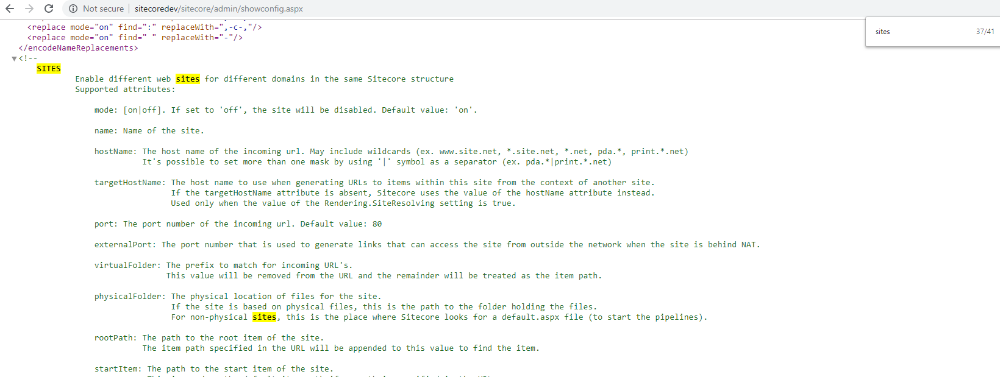 Not secure | sitecoredev/sitecore/admin/showconfig.aspx
sites 37/41
<replace mode="on" find=":" replaceWith=",-c-,"/>
<replace mode="on" find=" " replaceWith="-"/>
</encodeNameReplacements>
▼<!--
SITES
Enable different web sites for different domains in the same Sitecore structure
Supported attributes:
mode: [on|off]. If set to 'off', the site will be disabled. Default value: 'on'.
name: Name of the site.
hostName: The host name of the incoming url. May include wildcards (ex. www.site.net, *.site.net, *.net, pda.*, print.*.net)
It's possible to set more than one mask by using '|' symbol as a separator (ex. pda.*|print.*.net)
targetHostName: The host name to use when generating URLs to items within this site from the context of another site.
If the targetHostName attribute is absent, Sitecore uses the value of the hostName attribute instead.
Used only when the value of the Rendering.SiteResolving setting is true.
port: The port number of the incoming url. Default value: 80
externalPort: The port number that is used to generate links that can access the site from outside the network when the site is behind NAT.
virtualFolder: The prefix to match for incoming URL's.
This value will be removed from the URL and the remainder will be treated as the item path.
physicalFolder: The physical location of files for the site.
If the site is based on physical files, this is the path to the folder holding the files.
For non-physical sites, this is the place where Sitecore looks for a default.aspx file (to start the pipelines).
rootPath: The path to the root item of the site.
The item path specified in the URL will be appended to this value to find the item.
startItem: The path to the start item of the site.